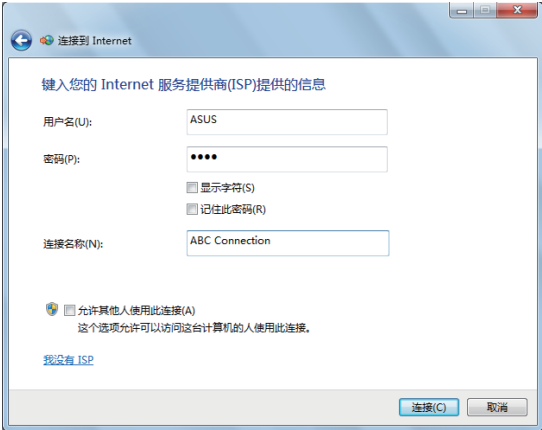 连接到 Internet
键入您的 Internet 服务提供商(ISP)提供的信息
用户名(U): ASUS
密码(P): ●●●●
显示字符(S)
记住此密码(R)
连接名称(N): ABC Connection
允许其他人使用此连接(A)
这个选项允许可以访问这台计算机的人使用此连接。
我没有 ISP
连接(C) 取消